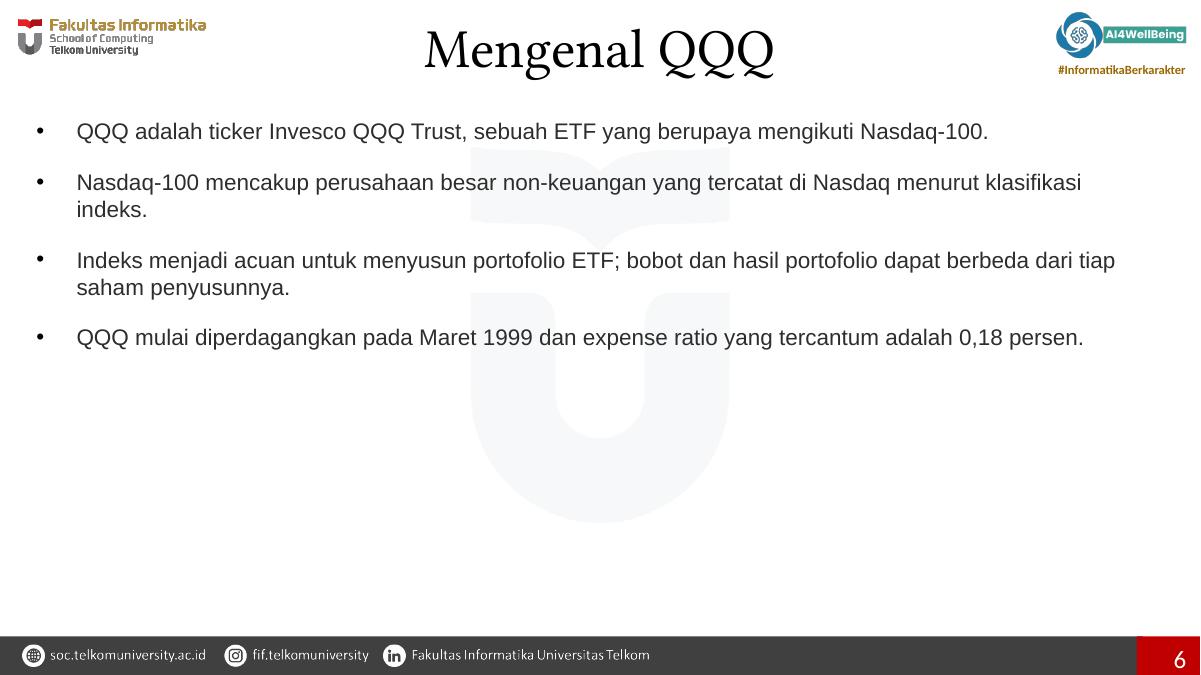 Fakultas Informatika
School of Computing
Telkom University
Mengenal QQQ
AI4WellBeing
#InformatikaBerkarakter
• QQQ adalah ticker Invesco QQQ Trust, sebuah ETF yang berupaya mengikuti Nasdaq-100.
• Nasdaq-100 mencakup perusahaan besar non-keuangan yang tercatat di Nasdaq menurut klasifikasi
indeks.
• Indeks menjadi acuan untuk menyusun portofolio ETF; bobot dan hasil portofolio dapat berbeda dari tiap
saham penyusunnya.
• QQQ mulai diperdagangkan pada Maret 1999 dan expense ratio yang tercantum adalah 0,18 persen.
soc.telkomuniversity.ac.id fif.telkomuniversity Fakultas Informatika Universitas Telkom
6